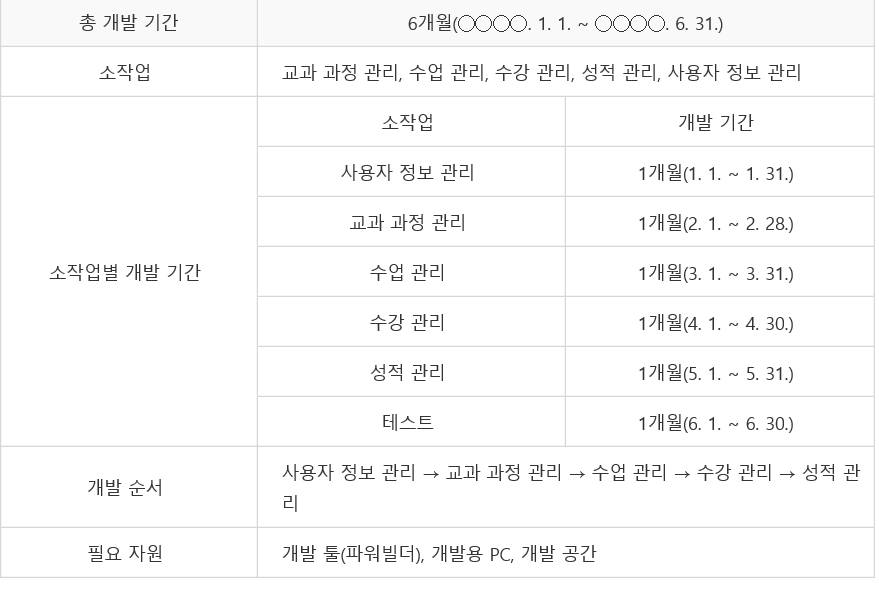 총 개발 기간
6개월(○○○○. 1. 1. ~ ○○○○. 6. 31.)
소작업
교과 과정 관리, 수업 관리, 수강 관리, 성적 관리, 사용자 정보 관리
소작업별 개발 기간
소작업
개발 기간
사용자 정보 관리
1개월(1. 1. ~ 1. 31.)
교과 과정 관리
1개월(2. 1. ~ 2. 28.)
수업 관리
1개월(3. 1. ~ 3. 31.)
수강 관리
1개월(4. 1. ~ 4. 30.)
성적 관리
1개월(5. 1. ~ 5. 31.)
테스트
1개월(6. 1. ~ 6. 30.)
개발 순서
사용자 정보 관리 → 교과 과정 관리 → 수업 관리 → 수강 관리 → 성적 관
리
필요 자원
개발 툴(파워빌더), 개발용 PC, 개발 공간